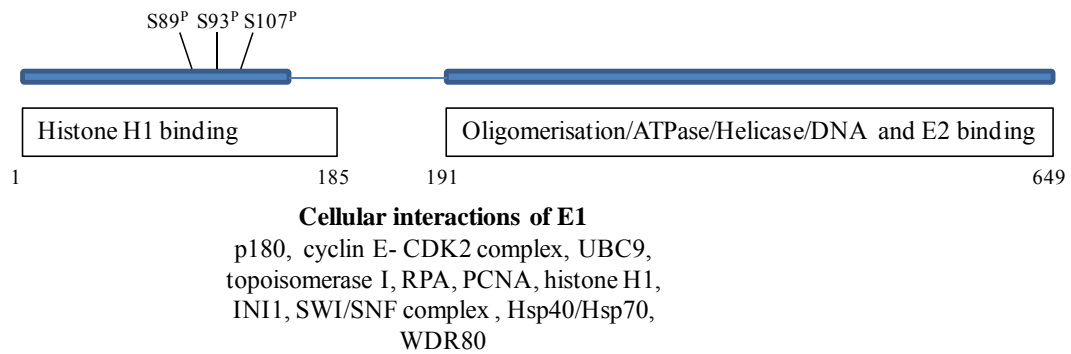 S89ᴾ S93ᴾ S107ᴾ
Histone H1 binding
Oligomerisation/ATPase/Helicase/DNA and E2 binding
1 185 191 649
Cellular interactions of E1
p180, cyclin E- CDK2 complex, UBC9,
topoisomerase I, RPA, PCNA, histone H1,
INI1, SWI/SNF complex , Hsp40/Hsp70,
WDR80